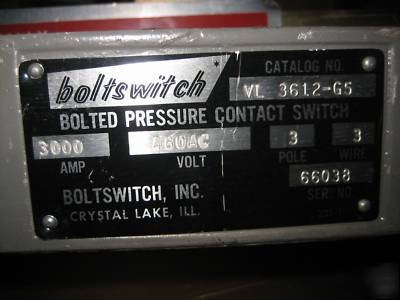 boltswitch
CATALOG NO.
VL 3612-G5
BOLTED PRESSURE CONTACT SWITCH
3000 480AC 3 3
AMP VOLT POLE WIRE
66038
BOLTSWITCH, INC. SER. NO.
CRYSTAL LAKE, ILL.